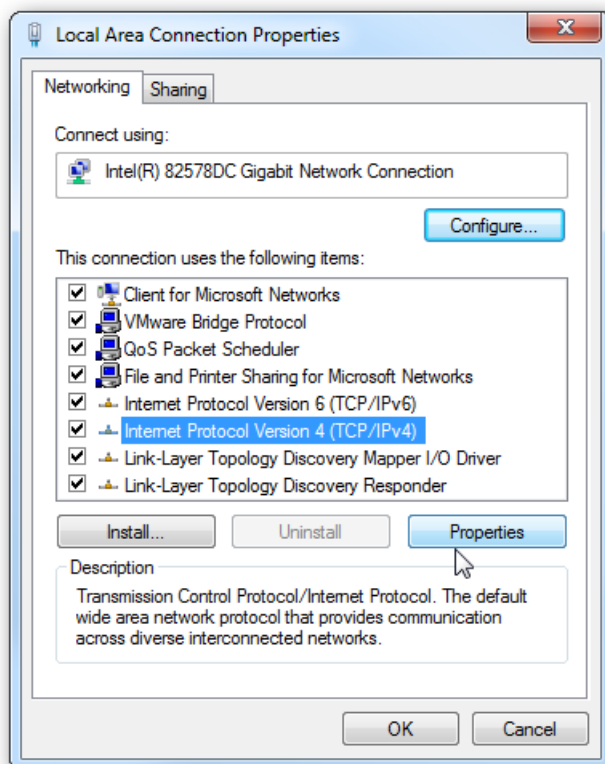 Local Area Connection Properties
Networking
Sharing
Connect using:
Intel(R) 82578DC Gigabit Network Connection
Configure...
This connection uses the following items:
Client for Microsoft Networks
VMware Bridge Protocol
QoS Packet Scheduler
File and Printer Sharing for Microsoft Networks
Internet Protocol Version 6 (TCP/IPv6)
Internet Protocol Version 4 (TCP/IPv4)
Link-Layer Topology Discovery Mapper I/O Driver
Link-Layer Topology Discovery Responder
Install...
Uninstall
Properties
Description
Transmission Control Protocol/Internet Protocol. The default
wide area network protocol that provides communication
across diverse interconnected networks.
OK
Cancel